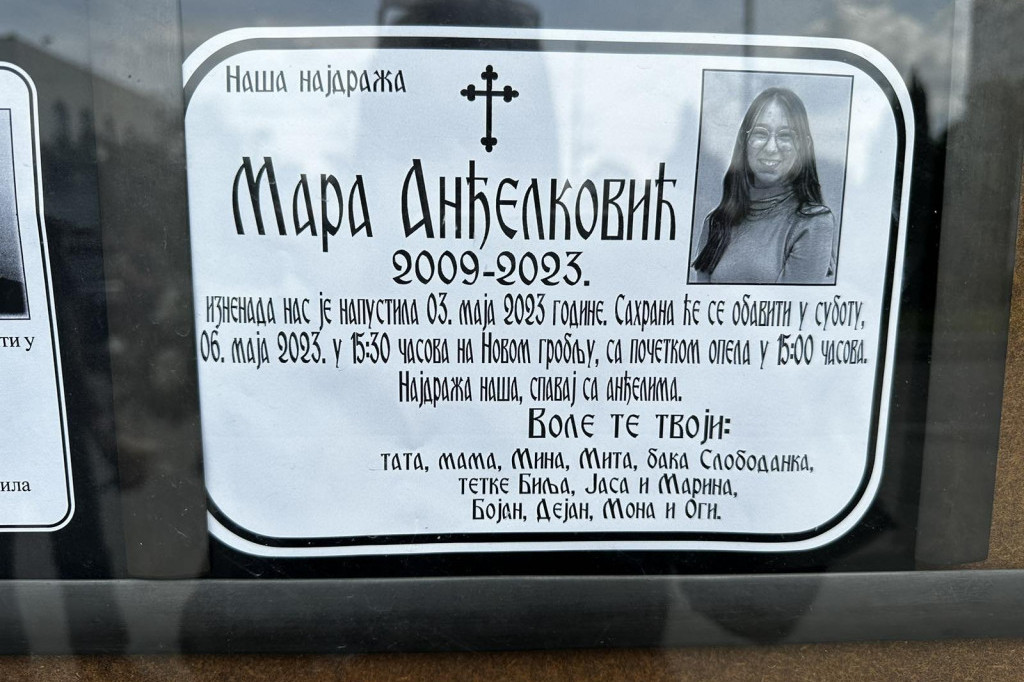 Наша најдража
Мара Анђелковић
2009-2023.
изненада нас је напустила 03. маја 2023 године. Сахрана ће се обавити у суботу,
06. маја 2023. у 15:30 часова на Новом гробљу, са почетком опела у 15:00 часова.
Најдража наша, спавај са анђелима.
Воле те твоји:
тата, мама, Мина, Мита, бака Слободанка,
тетке Биља, Јаса и Марина,
Бојан, Дејан, Мона и Оги.
ти у
ила